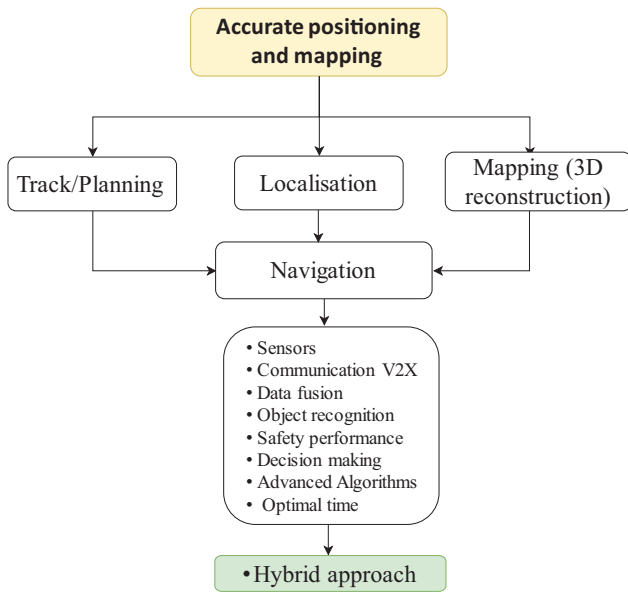 Accurate positioning
and mapping
Track/Planning
Localisation
Mapping (3D
reconstruction)
Navigation
• Sensors
• Communication V2X
• Data fusion
• Object recognition
• Safety performance
• Decision making
• Advanced Algorithms
• Optimal time
• Hybrid approach